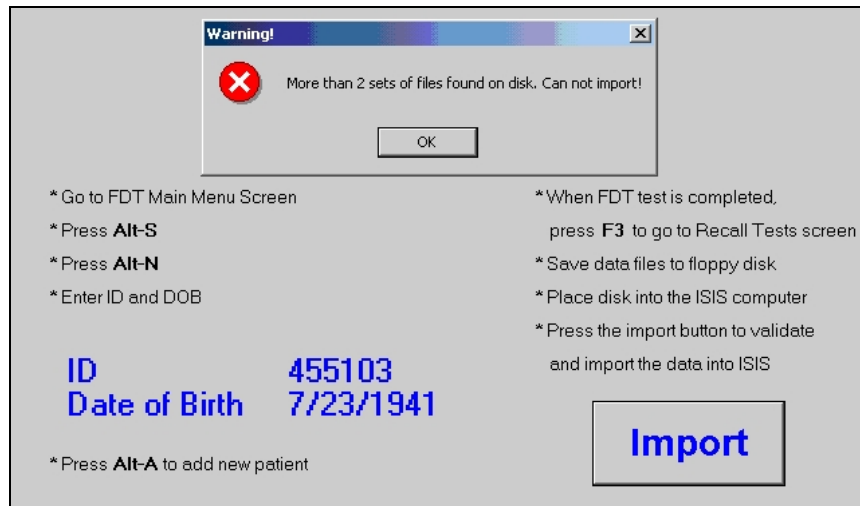 Warning!
More than 2 sets of files found on disk. Can not import!
OK
* Go to FDT Main Menu Screen
* Press Alt-S
* Press Alt-N
* Enter ID and DOB
ID 455103
Date of Birth 7/23/1941
* Press Alt-A to add new patient
* When FDT test is completed,
press F3 to go to Recall Tests screen
* Save data files to floppy disk
* Place disk into the ISIS computer
* Press the import button to validate
and import the data into ISIS
Import